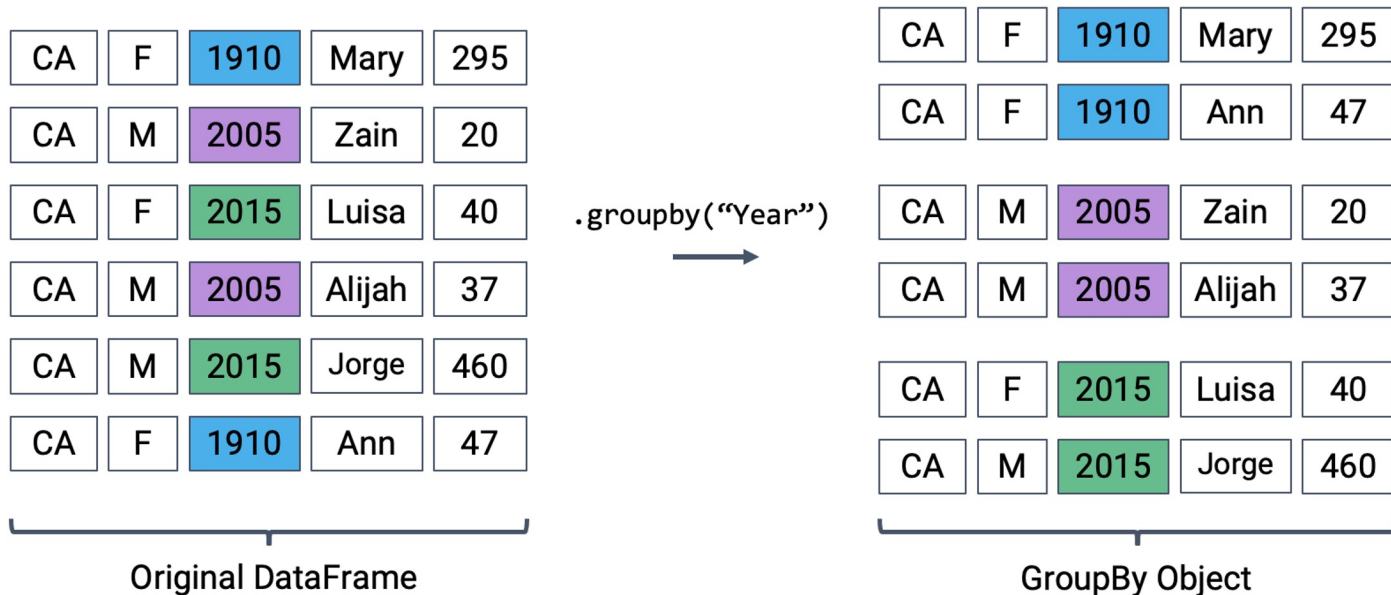 CA F 1910 Mary 295
CA M 2005 Zain 20
CA F 2015 Luisa 40
CA M 2005 Alijah 37
CA M 2015 Jorge 460
CA F 1910 Ann 47
Original DataFrame
.groupby(“Year”)
CA F 1910 Mary 295
CA F 1910 Ann 47
CA M 2005 Zain 20
CA M 2005 Alijah 37
CA F 2015 Luisa 40
CA M 2015 Jorge 460
GroupBy Object